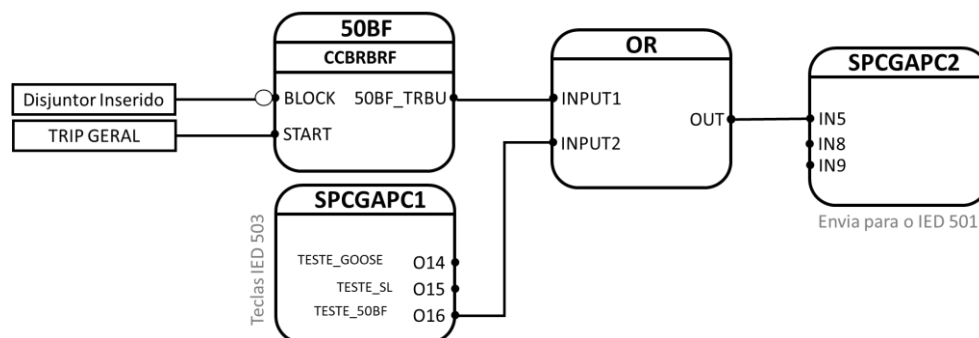 50BF
CCBRBRF
Disjuntor Inserido
BLOCK 50BF_TRBU
TRIP GERAL
START
OR
INPUT1
OUT
INPUT2
SPCGAPC2
IN5
IN8
IN9
Envia para o IED 501
SPCGAPC1
Teclas IED 503
TESTE_GOOSE O14
TESTE_SL O15
TESTE_50BF O16